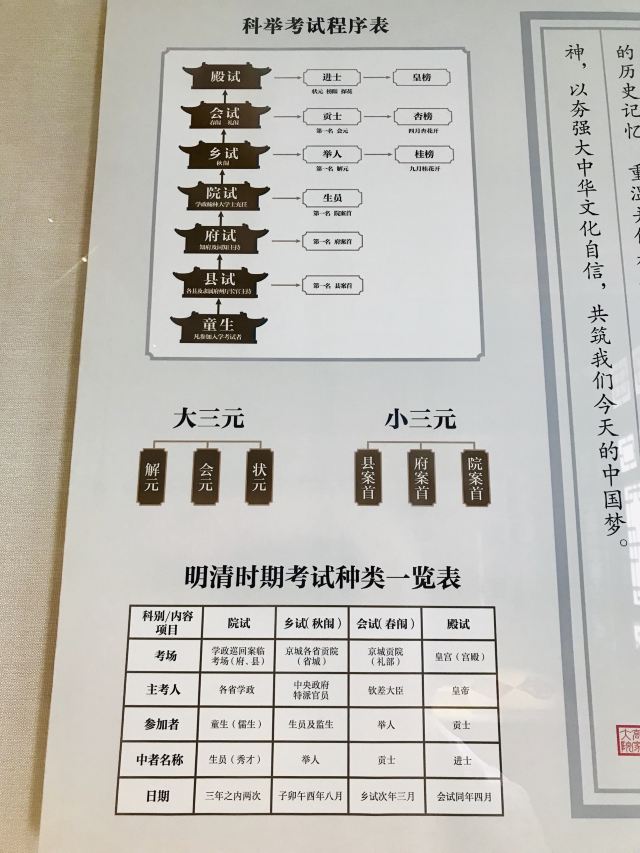 科举考试程序表
殿试
进士
皇榜
状元 榜眼 探花
会试
春闱 礼闱
贡士
杏榜
第一名 会元
四月杏花开
乡试
秋闱
举人
桂榜
第一名 解元
九月桂花开
院试
学政翰林大学士充任
生员
第一名 院案首
府试
知府及同知主持
第一名 府案首
县试
各县及隶属府州厅长官主持
第一名 县案首
童生
凡参加入学考试者
大三元
解元
会元
状元
小三元
县案首
府案首
院案首
明清时期考试种类一览表
科别/内容
项目
院试
乡试（秋闱）
会试（春闱）
殿试
考场
学政巡回案临
考场（府、县）
京城各省贡院
（省城）
京城贡院
（礼部）
皇宫（宫殿）
主考人
各省学政
中央政府
特派官员
钦差大臣
皇帝
参加者
童生（儒生）
生员及监生
举人
贡士
中者名称
生员（秀才）
举人
贡士
进士
日期
三年之内两次
子卯午酉年八月
乡试次年三月
会试同年四月
的历史记忆
重温
神，以夯强大中华文化自信，共筑我们今天的中国梦。